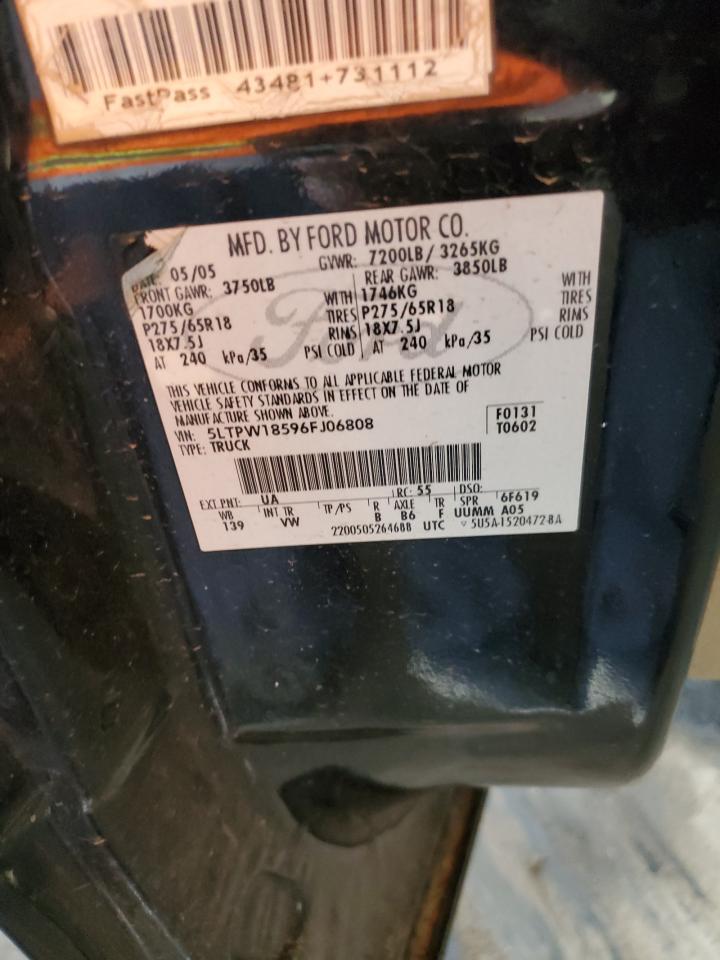 FastPass 43481+731112
MFD. BY FORD MOTOR CO.
DATE: 05/05 GVWR: 7200LB/ 3265KG
FRONT GAWR: 3750LB REAR GAWR: 3850LB
1700KG WITH 1746KG WITH
P275/65R18 TIRES P275/65R18 TIRES
18X7.5J RIMS 18X7.5J RIMS
AT 240 kPa/35 PSI COLD AT 240 kPa/35 PSI COLD
THIS VEHICLE CONFORMS TO ALL APPLICABLE FEDERAL MOTOR
VEHICLE SAFETY STANDARDS IN EFFECT ON THE DATE OF
MANUFACTURE SHOWN ABOVE.
VIN: 5LTPW18596FJ06808 F0131
TYPE: TRUCK T0602
EXT PNT: UA RC: 55 DSO:
WB INT TR TP/PS R AXLE TR SPR 6F619
139 VW B B6 F UUMM A05
2200505264688 UTC 5U5A-1520472-BA
Ford